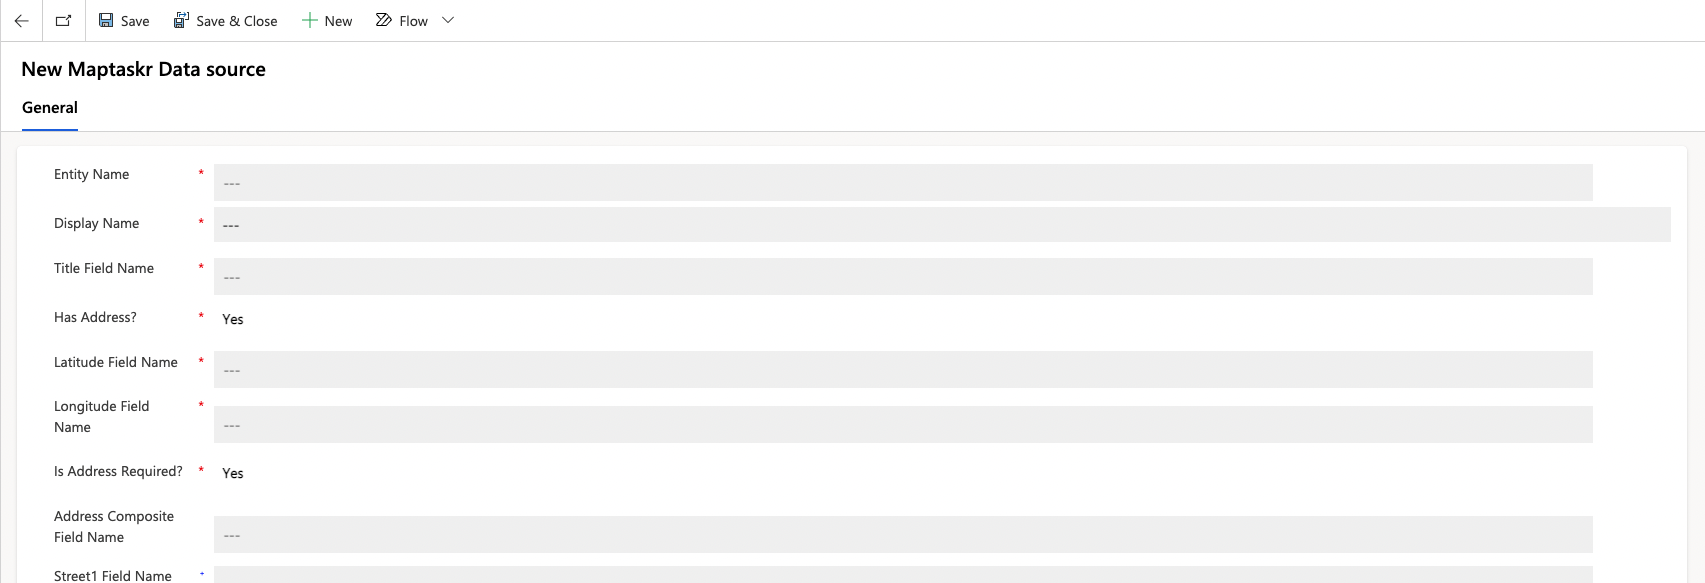 Save
Save & Close
New
Flow
New Maptaskr Data source
General
Entity Name *
---
Display Name *
---
Title Field Name *
---
Has Address? *
Yes
Latitude Field Name *
---
Longitude Field
Name *
---
Is Address Required? *
Yes
Address Composite
Field Name
---
Street1 Field Name +